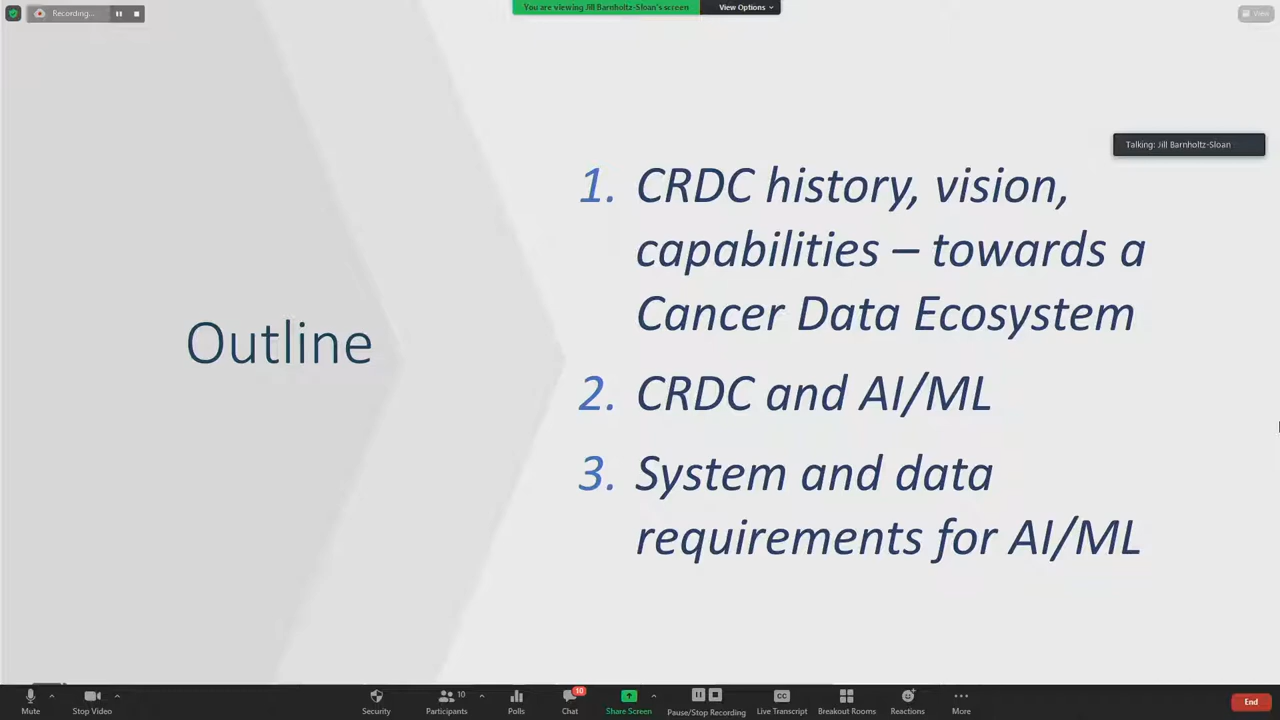 Recording...
You are viewing Jill Barnholtz-Sloan's screen
View Options
View
Talking: Jill Barnholtz-Sloan
Outline
1. CRDC history, vision,
capabilities – towards a
Cancer Data Ecosystem
2. CRDC and AI/ML
3. System and data
requirements for AI/ML
Mute
Stop Video
Security
10
Participants
Polls
10
Chat
Share Screen
Pause/Stop Recording
CC
Live Transcript
Breakout Rooms
Reactions
More
End